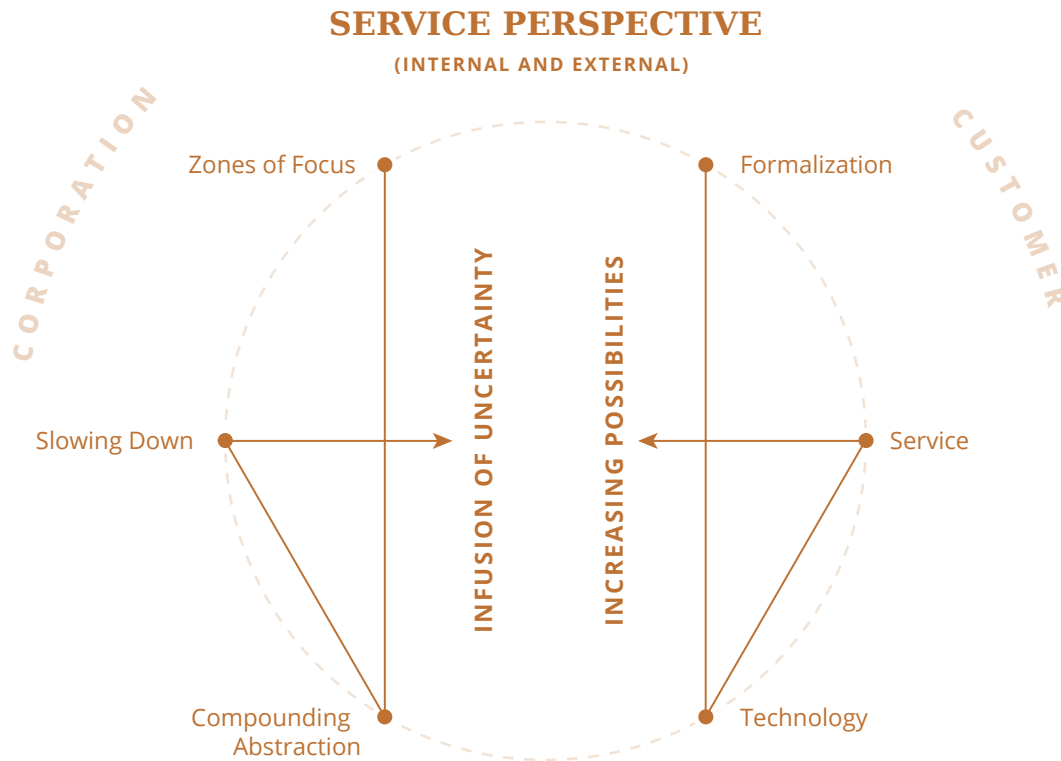 SERVICE PERSPECTIVE
(INTERNAL AND EXTERNAL)
CORPORATION
CUSTOMER
Zones of Focus
Formalization
INFUSION OF UNCERTAINTY
INCREASING POSSIBILITIES
Slowing Down
Service
Compounding
Abstraction
Technology